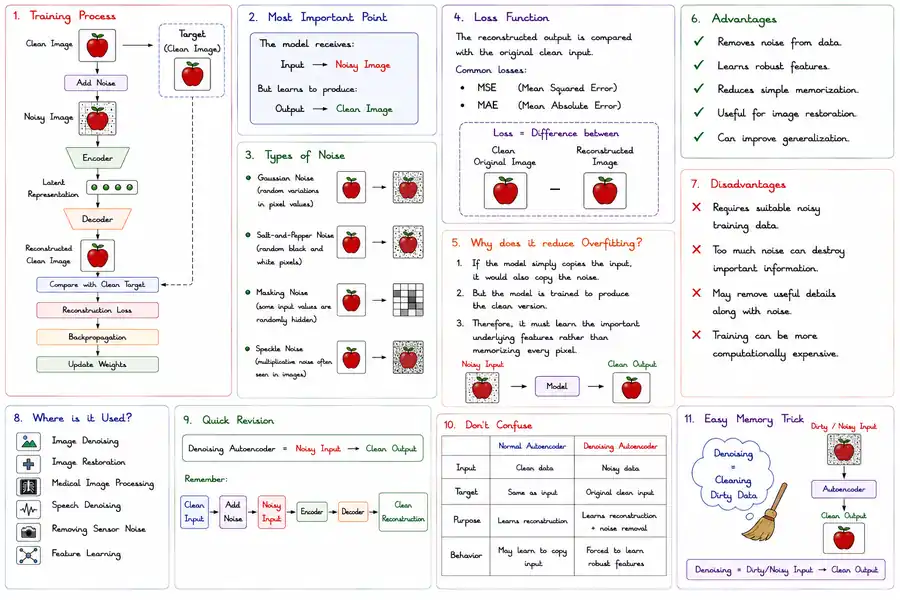 1. Training Process
Clean Image
Target
(Clean Image)
Add Noise
Noisy Image
Encoder
Latent
Representation
Decoder
Reconstructed
Clean Image
Compare with Clean Target
Reconstruction Loss
Backpropagation
Update Weights
2. Most Important Point
The model receives:
Input → Noisy Image
But learns to produce:
Output → Clean Image
3. Types of Noise
Gaussian Noise
(random variations
in pixel values)
Salt-and-Pepper Noise
(random black and
white pixels)
Masking Noise
(some input values are
randomly hidden)
Speckle Noise
(multiplicative noise often
seen in images)
4. Loss Function
The reconstructed output is compared
with the original clean input.
Common losses:
• MSE (Mean Squared Error)
• MAE (Mean Absolute Error)
Loss = Difference between
Clean
Original Image
Reconstructed
Image
–
5. Why does it reduce Overfitting?
1. If the model simply copies the input,
it would also copy the noise.
2. But the model is trained to produce
the clean version.
3. Therefore, it must learn the important
underlying features rather than
memorizing every pixel.
Noisy Input
Model
Clean Output
6. Advantages
✓ Removes noise from data.
✓ Learns robust features.
✓ Reduces simple memorization.
✓ Useful for image restoration.
✓ Can improve generalization.
7. Disadvantages
✗ Requires suitable noisy
training data.
✗ Too much noise can destroy
important information.
✗ May remove useful details
along with noise.
✗ Training can be more
computationally expensive.
8. Where is it Used?
Image Denoising
Image Restoration
Medical Image Processing
Speech Denoising
Removing Sensor Noise
Feature Learning
9. Quick Revision
Denoising Autoencoder = Noisy Input → Clean Output
Remember:
Clean
Input
Add
Noise
Noisy
Input
Encoder
Decoder
Clean
Reconstruction
10. Don't Confuse
Normal Autoencoder Denoising Autoencoder
Input Clean data Noisy data
Target Same as input Original clean input
Purpose Learns reconstruction Learns reconstruction
+ noise removal
Behavior May learn to copy
input
Forced to learn
robust features
11. Easy Memory Trick
Denoising
=
Cleaning
Dirty Data
Dirty / Noisy Input
Autoencoder
Clean Output
Denoising = Dirty/Noisy Input → Clean Output